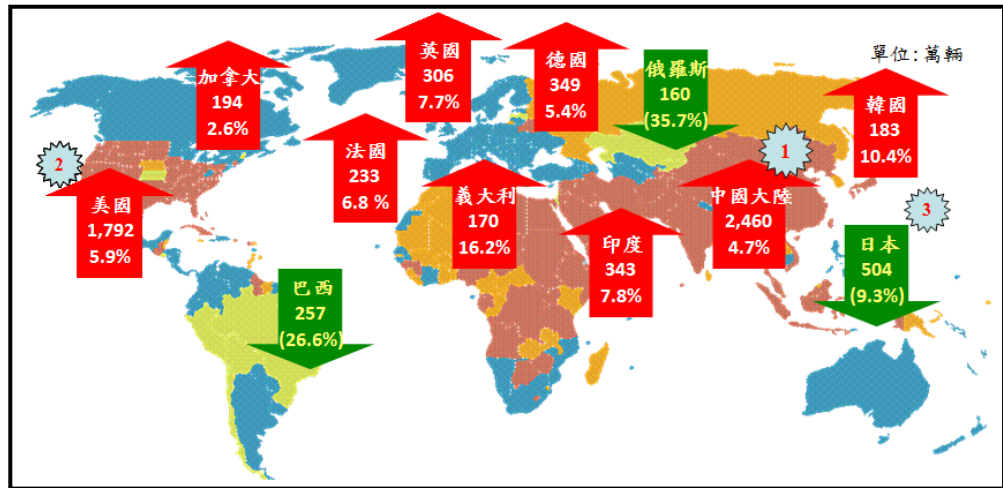 單位:萬輛
加拿大
194
2.6%
英國
306
7.7%
德國
349
5.4%
俄羅斯
160
(35.7%)
韓國
183
10.4%
2
美國
1,792
5.9%
法國
233
6.8 %
義大利
170
16.2%
印度
343
7.8%
1
中國大陸
2,460
4.7%
3
日本
504
(9.3%)
巴西
257
(26.6%)